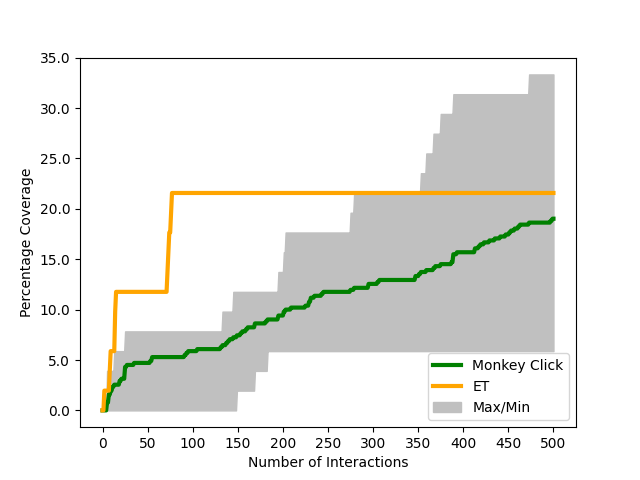 35.0
30.0
25.0
20.0
15.0
10.0
5.0
0.0
Percentage Coverage
Monkey Click
ET
Max/Min
0 50 100 150 200 250 300 350 400 450 500
Number of Interactions